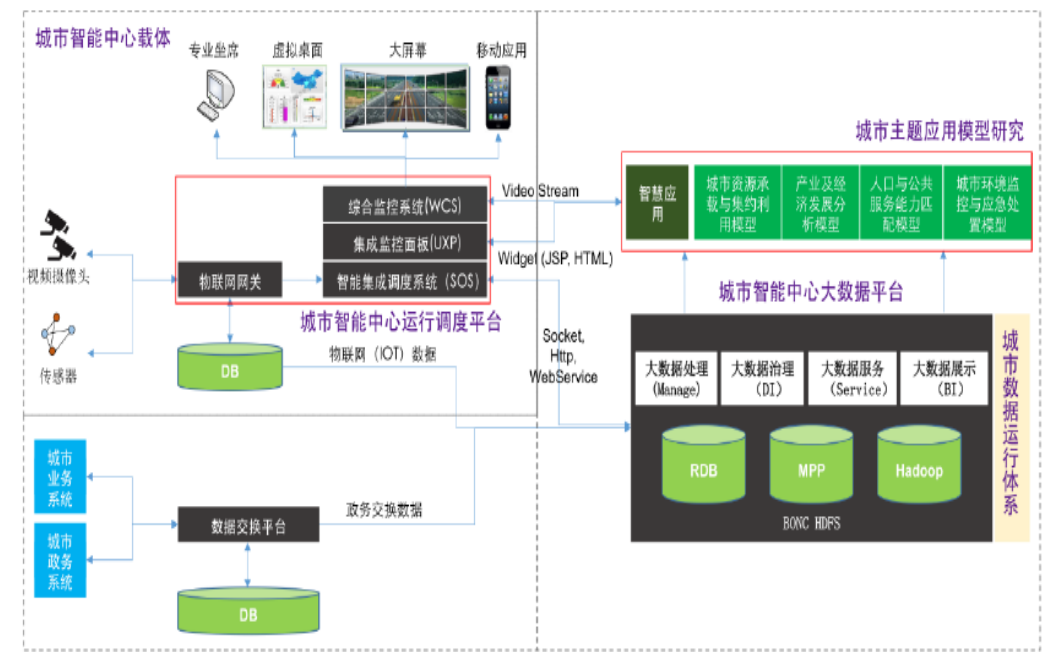 城市智能中心载体
专业坐席
虚拟桌面
大屏幕
移动应用
综合监控系统(WCS)
集成监控面板(UXP)
智能集成调度系统（SOS）
物联网网关
视频摄像头
传感器
DB
城市智能中心运行调度平台
物联网（IOT）数据
Video Stream
Widget (JSP, HTML)
Socket,
Http,
WebService
城市
业务
系统
城市
政务
系统
数据交换平台
政务交换数据
DB
城市主题应用模型研究
智慧应
用
城市资源承
载与集约利
用模型
产业及经
济发展分
析模型
人口与公共
服务能力匹
配模型
城市环境监
控与应急处
置模型
城市智能中心大数据平台
大数据处理
(Manage)
大数据治理
(DI)
大数据服务
(Service)
大数据展示
(BI)
RDB
MPP
Hadoop
BONC HDFS
城市数据运行体系